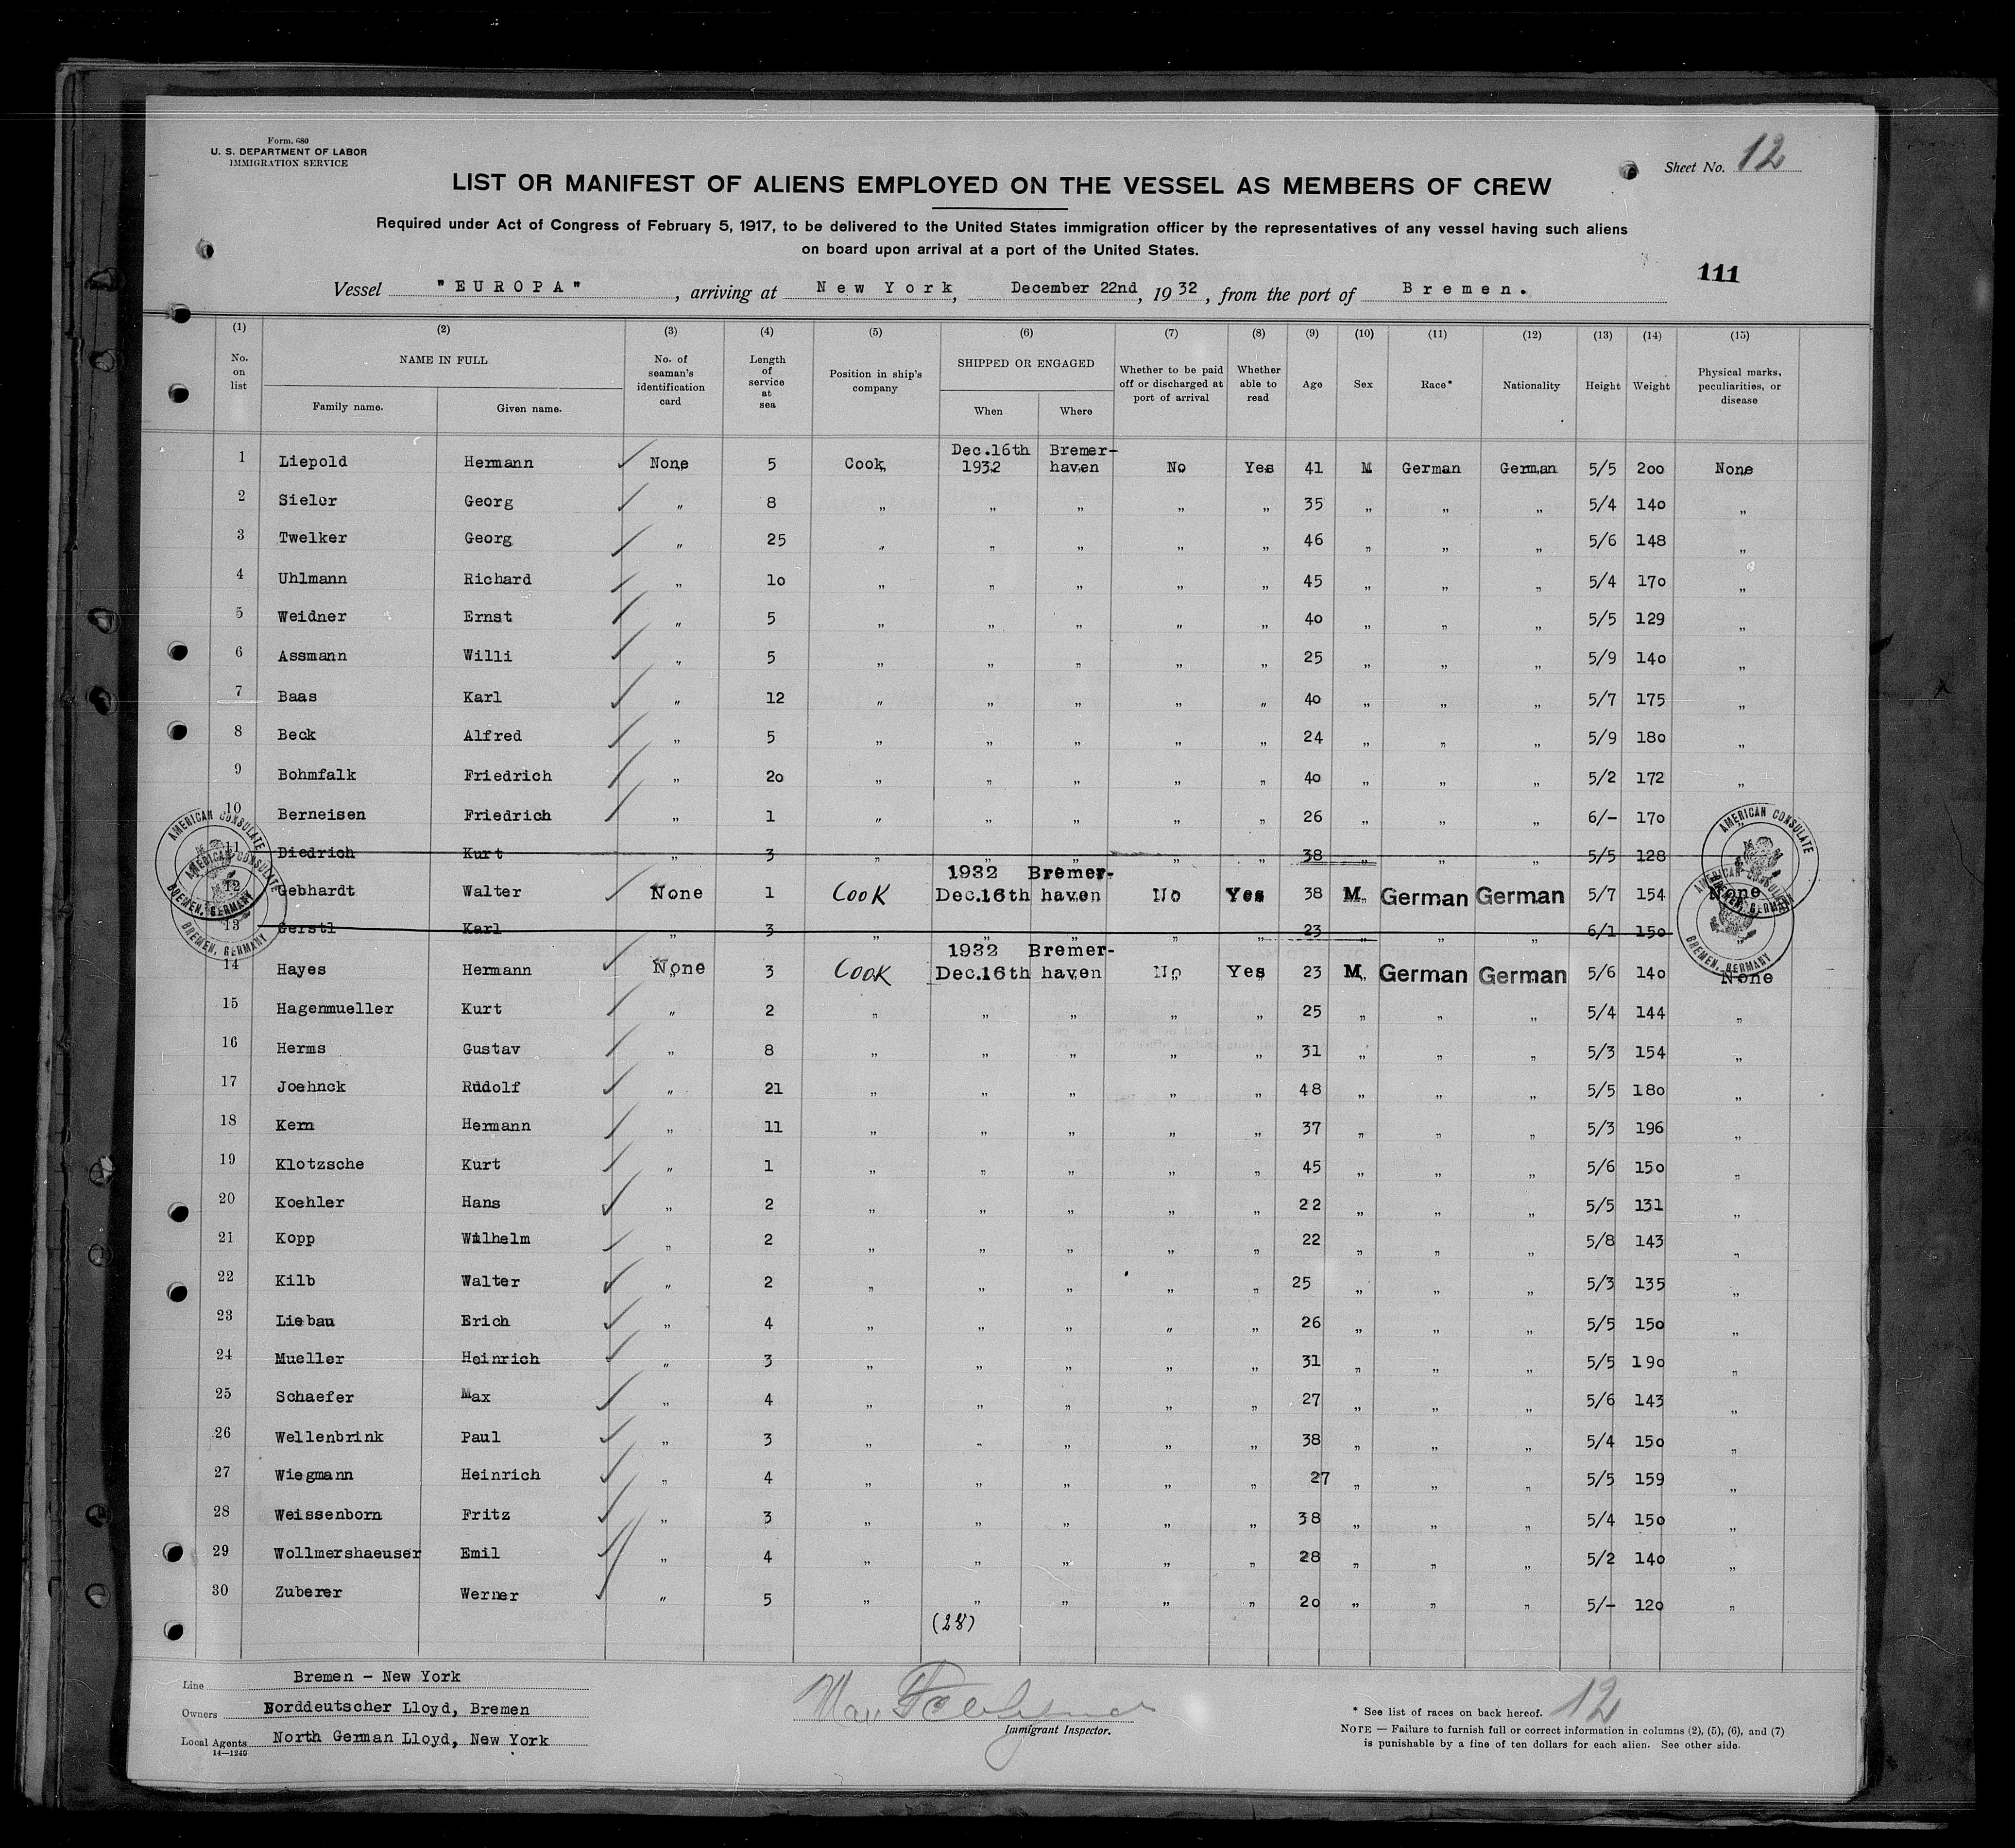 Form. 680
U. S. DEPARTMENT OF LABOR
IMMIGRATION SERVICE
Sheet No. 12
LIST OR MANIFEST OF ALIENS EMPLOYED ON THE VESSEL AS MEMBERS OF CREW
Required under Act of Congress of February 5, 1917, to be delivered to the United States immigration officer by the representatives of any vessel having such aliens
on board upon arrival at a port of the United States.
111
Vessel "EUROPA", arriving at New York, December 22nd, 1932, from the port of Bremen.
(1) (2) (3) (4) (5) (6) (7) (8) (9) (10) (11) (12) (13) (14) (15)
No. on list NAME IN FULL Family name. Given name. No. of seaman's identification card Length of service at sea Position in ship's company SHIPPED OR ENGAGED When Where Whether to be paid off or discharged at port of arrival Whether able to read Age Sex Race* Nationality Height Weight Physical marks, peculiarities, or disease
1 Liepold Hermann None 5 Cook Dec.16th 1932 Bremer-haven No Yes 41 M German German 5/5 200 None
2 Sieler Georg " 8 " " " " " 35 " " " 5/4 140 "
3 Twelker Georg " 25 " " " " " 46 " " " 5/6 148 "
4 Uhlmann Richard " 10 " " " " " 45 " " " 5/4 170 "
5 Weidner Ernst " 5 " " " " " 40 " " " 5/5 129 "
6 Assmann Willi " 5 " " " " " 25 " " " 5/9 140 "
7 Baas Karl " 12 " " " " " 40 " " " 5/7 175 "
8 Beck Alfred " 5 " " " " " 24 " " " 5/9 180 "
9 Bohmfalk Friedrich " 20 " " " " " 40 " " " 5/2 172 "
10 Berneisen Friedrich " 1 " " " " " 26 " " " 6/- 170 "
11 Diedrich Kurt " 3 " " " " " 38 " " " 5/5 128
12 Gebhardt Walter None 1 Cook 1932 Dec.16th Bremer-haven No Yes 38 M German German 5/7 154 None
13 Gerstl Karl " 3 " " " " " 23 " " " 6/1 150
14 Hayes Hermann None 3 Cook 1932 Dec.16th Bremer-haven No Yes 23 M German German 5/6 140 None
15 Hagenmueller Kurt " 2 " " " " " 25 " " " 5/4 144 "
16 Herms Gustav " 8 " " " " " 31 " " " 5/3 154 "
17 Joehnck Rudolf " 21 " " " " " 48 " " " 5/5 180 "
18 Kern Hermann " 11 " " " " " 37 " " " 5/3 196 "
19 Klotzsche Kurt " 1 " " " " " 45 " " " 5/6 150 "
20 Koehler Hans " 2 " " " " " 22 " " " 5/5 131 "
21 Kopp Wilhelm " 2 " " " " " 22 " " " 5/8 143 "
22 Kilb Walter " 2 " " " " " 25 " " " 5/3 135 "
23 Liebau Erich " 4 " " " " " 26 " " " 5/5 150 "
24 Mueller Heinrich " 3 " " " " " 31 " " " 5/5 190 "
25 Schaefer Max " 4 " " " " " 27 " " " 5/6 143 "
26 Wellenbrink Paul " 3 " " " " " 38 " " " 5/4 150 "
27 Wiegmann Heinrich " 4 " " " " " 27 " " " 5/5 159 "
28 Weissenborn Fritz " 3 " " " " " 38 " " " 5/4 150 "
29 Wollmershaeuser Emil " 4 " " " " " 28 " " " 5/2 140 "
30 Zuberer Werner " 5 " " " " " 20 " " " 5/- 120 "
(28)
AMERICAN CONSULATE BREMEN, GERMANY
AMERICAN CONSULATE BREMEN, GERMANY
AMERICAN CONSULATE BREMEN, GERMANY
AMERICAN CONSULATE BREMEN, GERMANY
Line Bremen - New York
Owners Norddeutscher Lloyd, Bremen
Local Agents North German Lloyd, New York
14—1240
Immigrant Inspector.
12
* See list of races on back hereof.
NOTE — Failure to furnish full or correct information in columns (2), (5), (6), and (7)
is punishable by a fine of ten dollars for each alien. See other side.